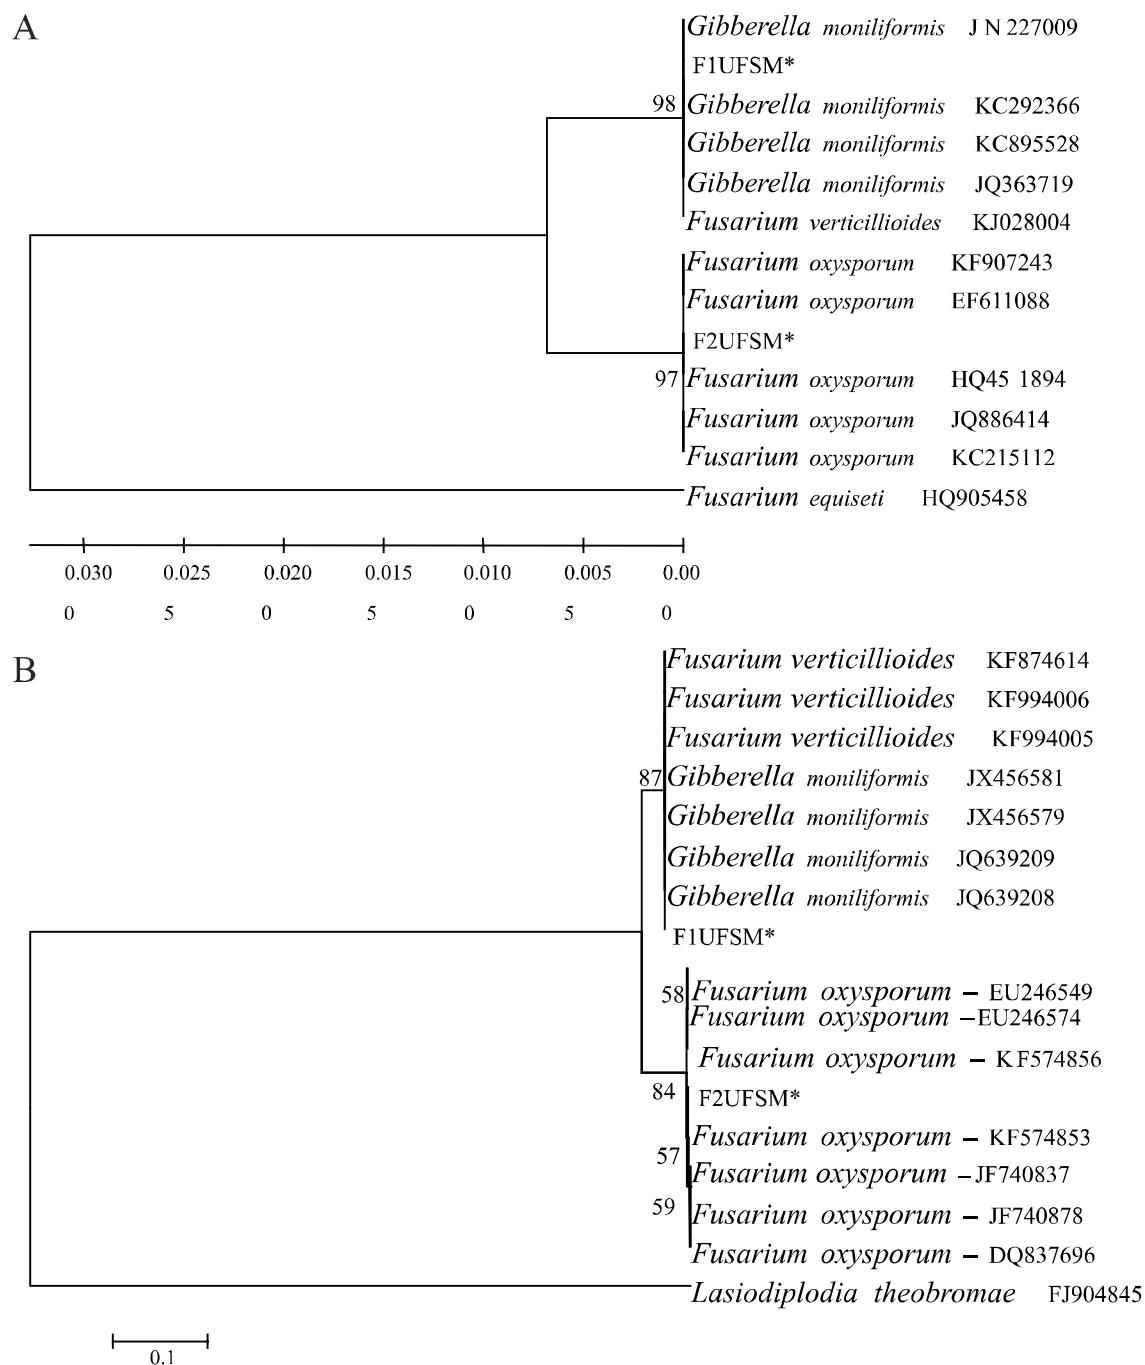 A
Gibberella moniliformis J N 227009
F1UFSM*
98
Gibberella moniliformis KC292366
Gibberella moniliformis KC895528
Gibberella moniliformis JQ363719
Fusarium verticillioides KJ028004
Fusarium oxysporum KF907243
Fusarium oxysporum EF611088
F2UFSM*
97
Fusarium oxysporum HQ45 1894
Fusarium oxysporum JQ886414
Fusarium oxysporum KC215112
Fusarium equiseti HQ905458
0.030 0.025 0.020 0.015 0.010 0.005 0.00
0 5 0 5 0 5 0
B
Fusarium verticillioides KF874614
Fusarium verticillioides KF994006
Fusarium verticillioides KF994005
87
Gibberella moniliformis JX456581
Gibberella moniliformis JX456579
Gibberella moniliformis JQ639209
Gibberella moniliformis JQ639208
F1UFSM*
58
Fusarium oxysporum – EU246549
Fusarium oxysporum –EU246574
Fusarium oxysporum – K F574856
84
F2UFSM*
Fusarium oxysporum – KF574853
57
Fusarium oxysporum –JF740837
59
Fusarium oxysporum – JF740878
Fusarium oxysporum – DQ837696
Lasiodiplodia theobromae FJ904845
0.1